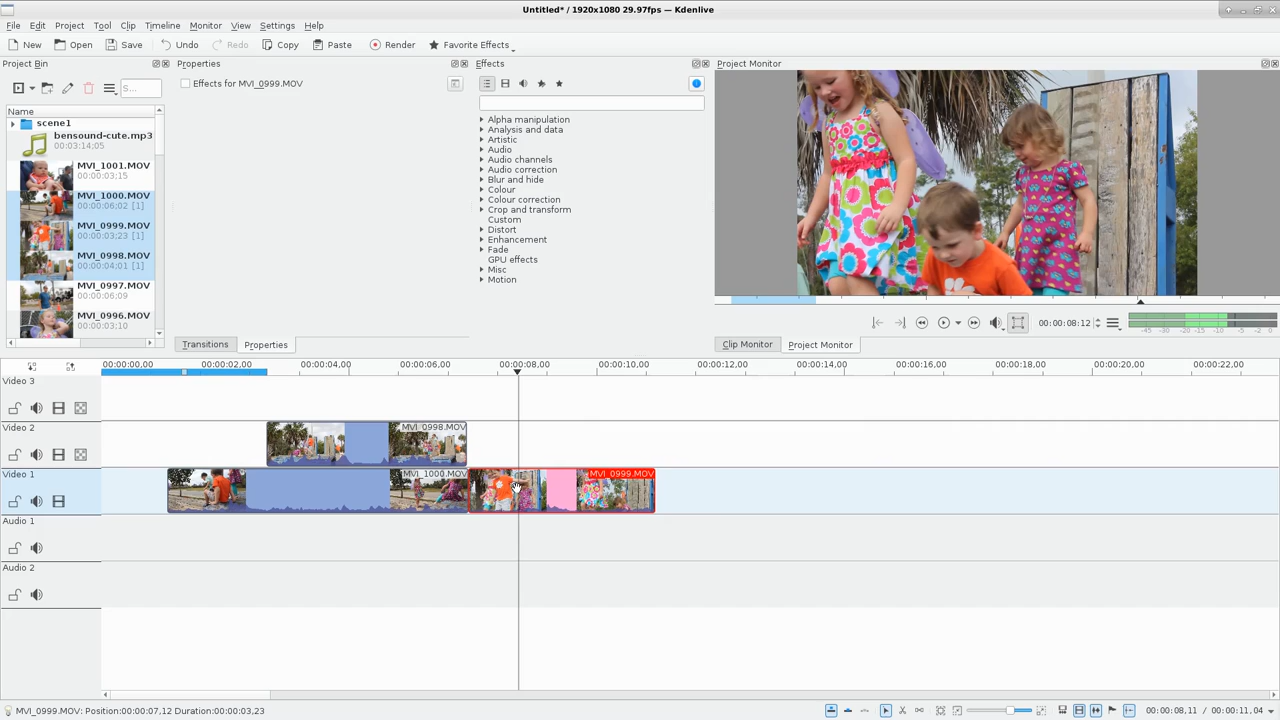 Untitled* / 1920x1080 29.97fps — Kdenlive
File Edit Project Tool Clip Timeline Monitor View Settings Help
New Open Save Undo Redo Copy Paste Render Favorite Effects
Project Bin
Properties
Effects
Project Monitor
S...
Name
scene1
bensound-cute.mp3
00:03:14;05
MVI_1001.MOV
00:00:03;15
MVI_1000.MOV
00:00:06;02 [1]
MVI_0999.MOV
00:00:03;23 [1]
MVI_0998.MOV
00:00:04;01 [1]
MVI_0997.MOV
00:00:06;09
MVI_0996.MOV
00:00:03;10
Effects for MVI_0999.MOV
Transitions
Properties
Alpha manipulation
Analysis and data
Artistic
Audio
Audio channels
Audio correction
Blur and hide
Colour
Colour correction
Crop and transform
Custom
Distort
Enhancement
Fade
GPU effects
Misc
Motion
00:00:08;12
-45 -30 -20 -15 -10 -5 -2 0
Clip Monitor
Project Monitor
00:00:00,00 00:00:02,00 00:00:04,00 00:00:06,00 00:00:08,00 00:00:10,00 00:00:12,00 00:00:14,00 00:00:16,00 00:00:18,00 00:00:20,00 00:00:22,00
Video 3
Video 2
MVI_0998.MOV
Video 1
MVI_1000.MOV
MVI_0999.MOV
Audio 1
Audio 2
MVI_0999.MOV: Position:00:00:07,12 Duration:00:00:03,23
00:00:08,11 / 00:00:11,04